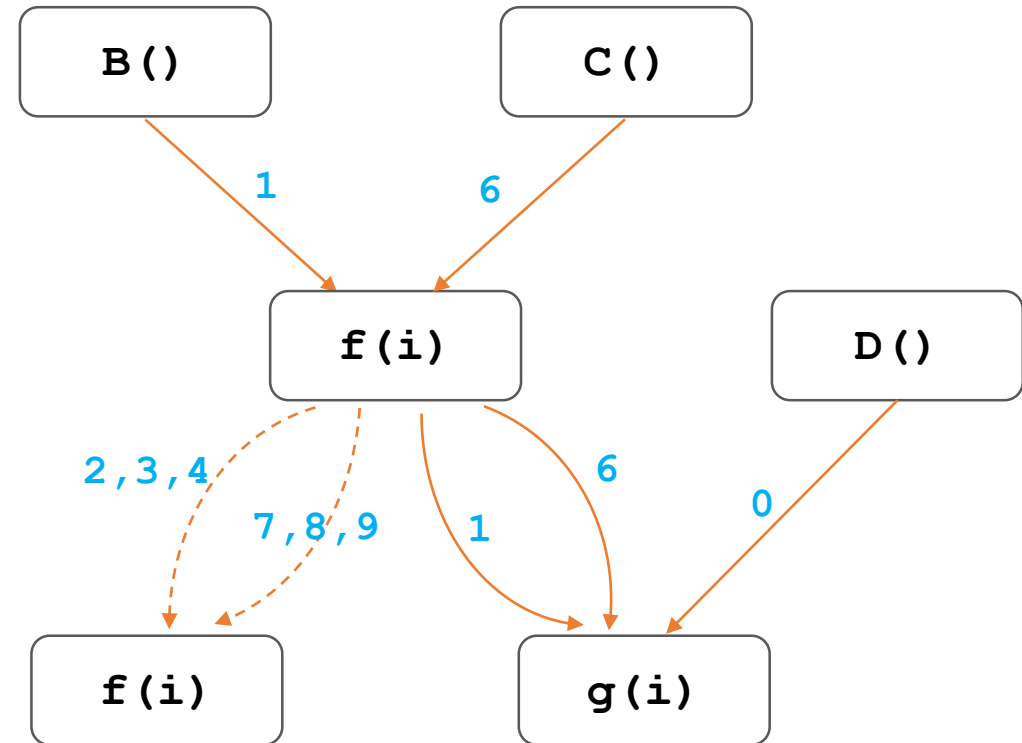 B()
C()
1
6
f(i)
D()
2,3,4
7,8,9
1
6
0
f(i)
g(i)